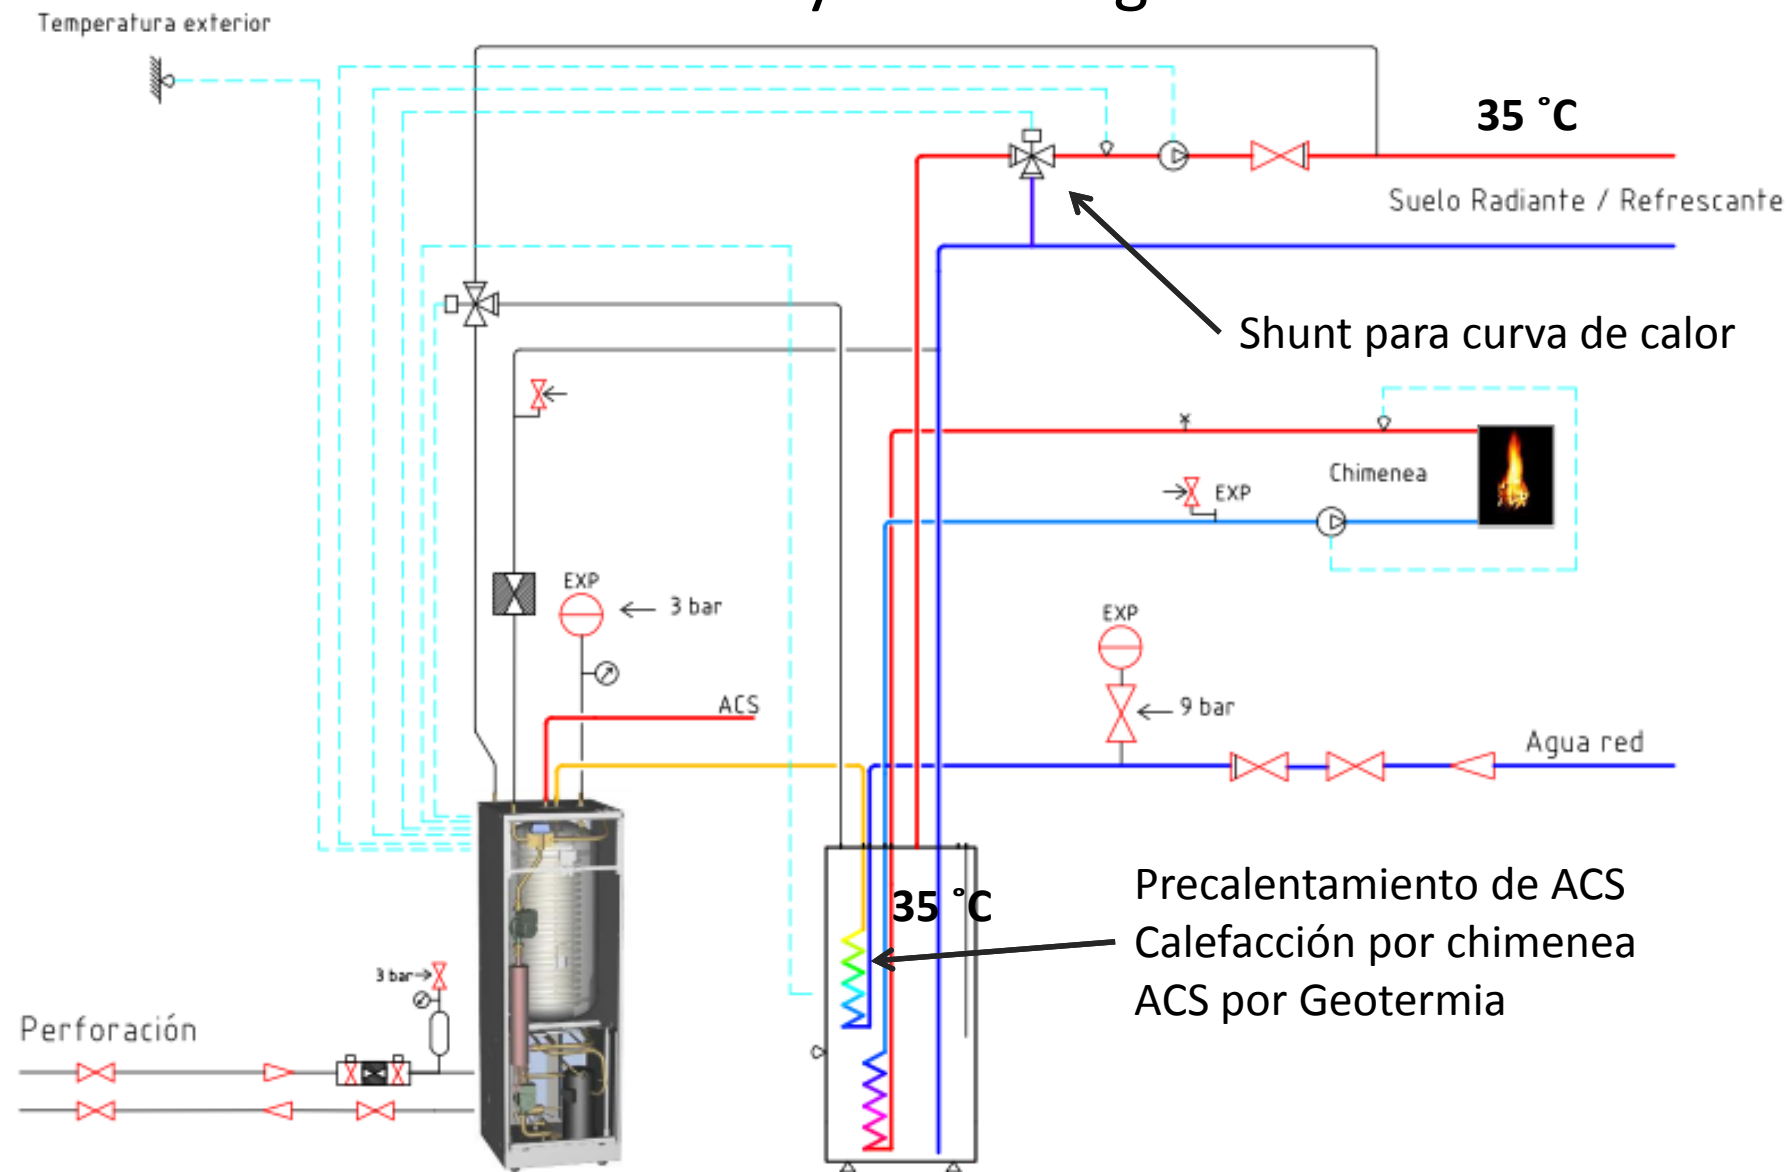 Temperatura exterior
35 °C
Suelo Radiante / Refrescante
Shunt para curva de calor
Chimenea
EXP
EXP
3 bar
EXP
ACS
9 bar
Agua red
35 °C
Precalentamiento de ACS
Calefacción por chimenea
ACS por Geotermia
3 bar
Perforación